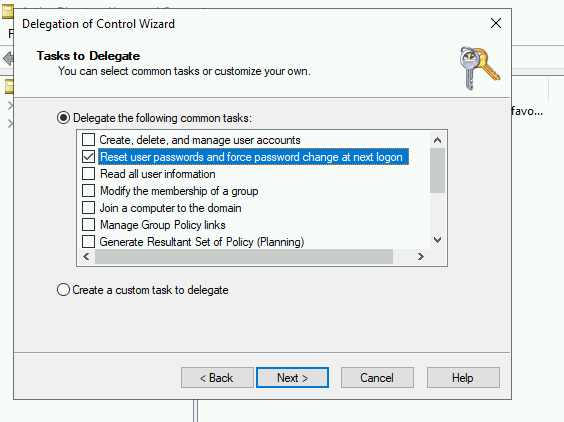 Delegation of Control Wizard
Tasks to Delegate
You can select common tasks or customize your own.
favo...
Delegate the following common tasks:
Create, delete, and manage user accounts
Reset user passwords and force password change at next logon
Read all user information
Modify the membership of a group
Join a computer to the domain
Manage Group Policy links
Generate Resultant Set of Policy (Planning)
Create a custom task to delegate
< Back
Next >
Cancel
Help